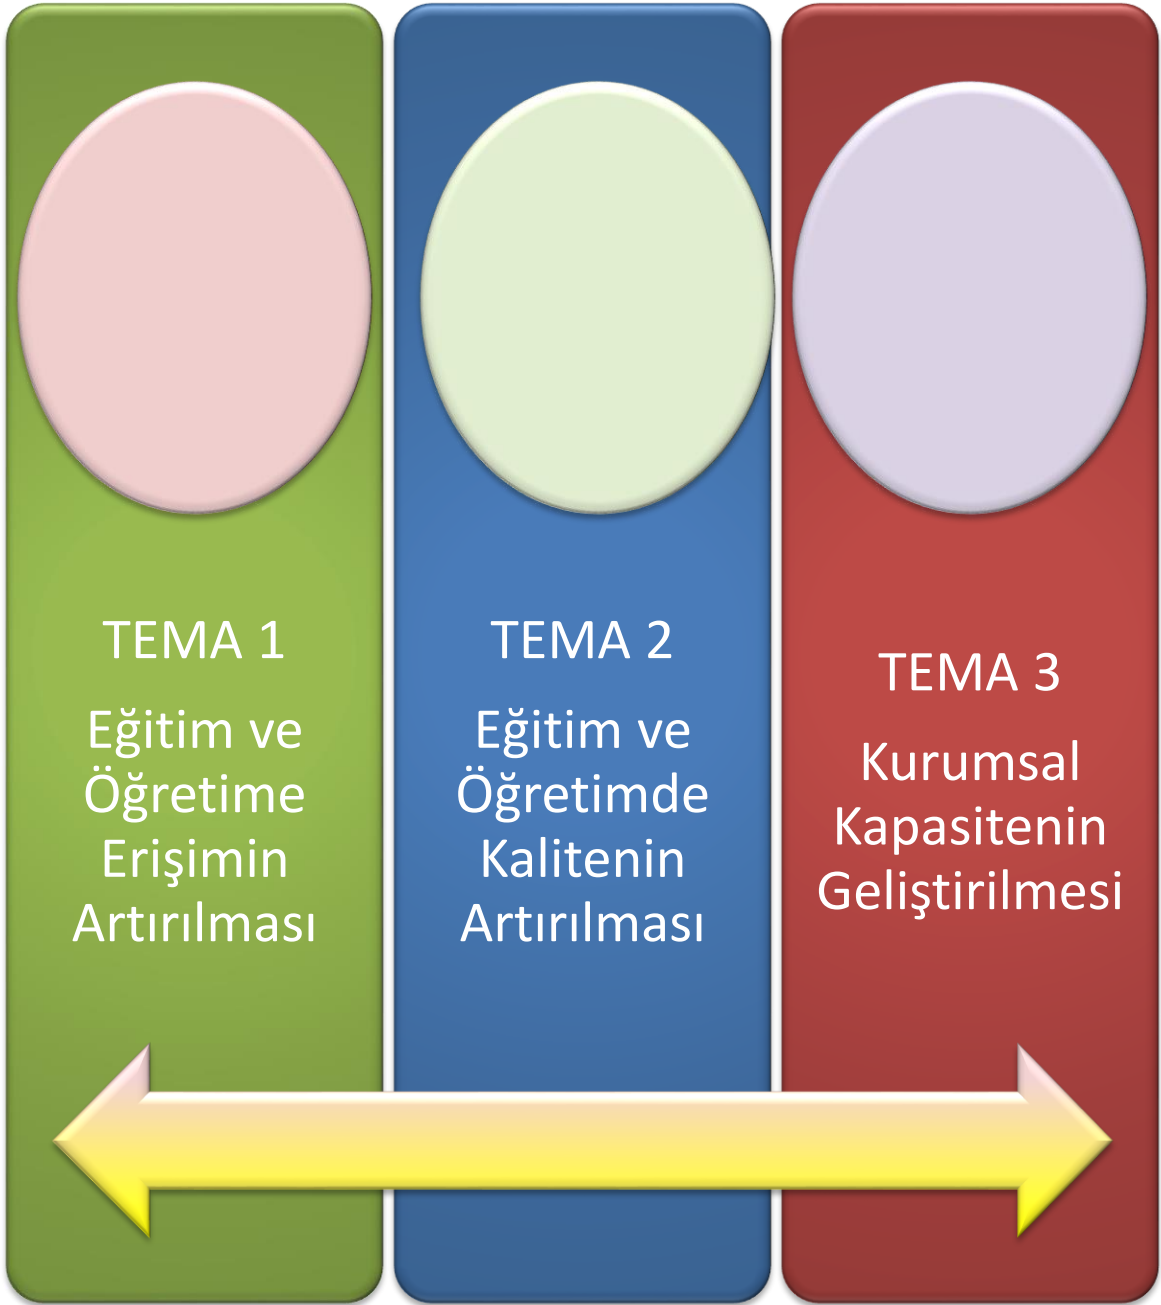 TEMA 1
Eğitim ve
Öğretime
Erişimin
Artırılması
TEMA 2
Eğitim ve
Öğretimde
Kalitenin
Artırılması
TEMA 3
Kurumsal
Kapasitenin
Geliştirilmesi